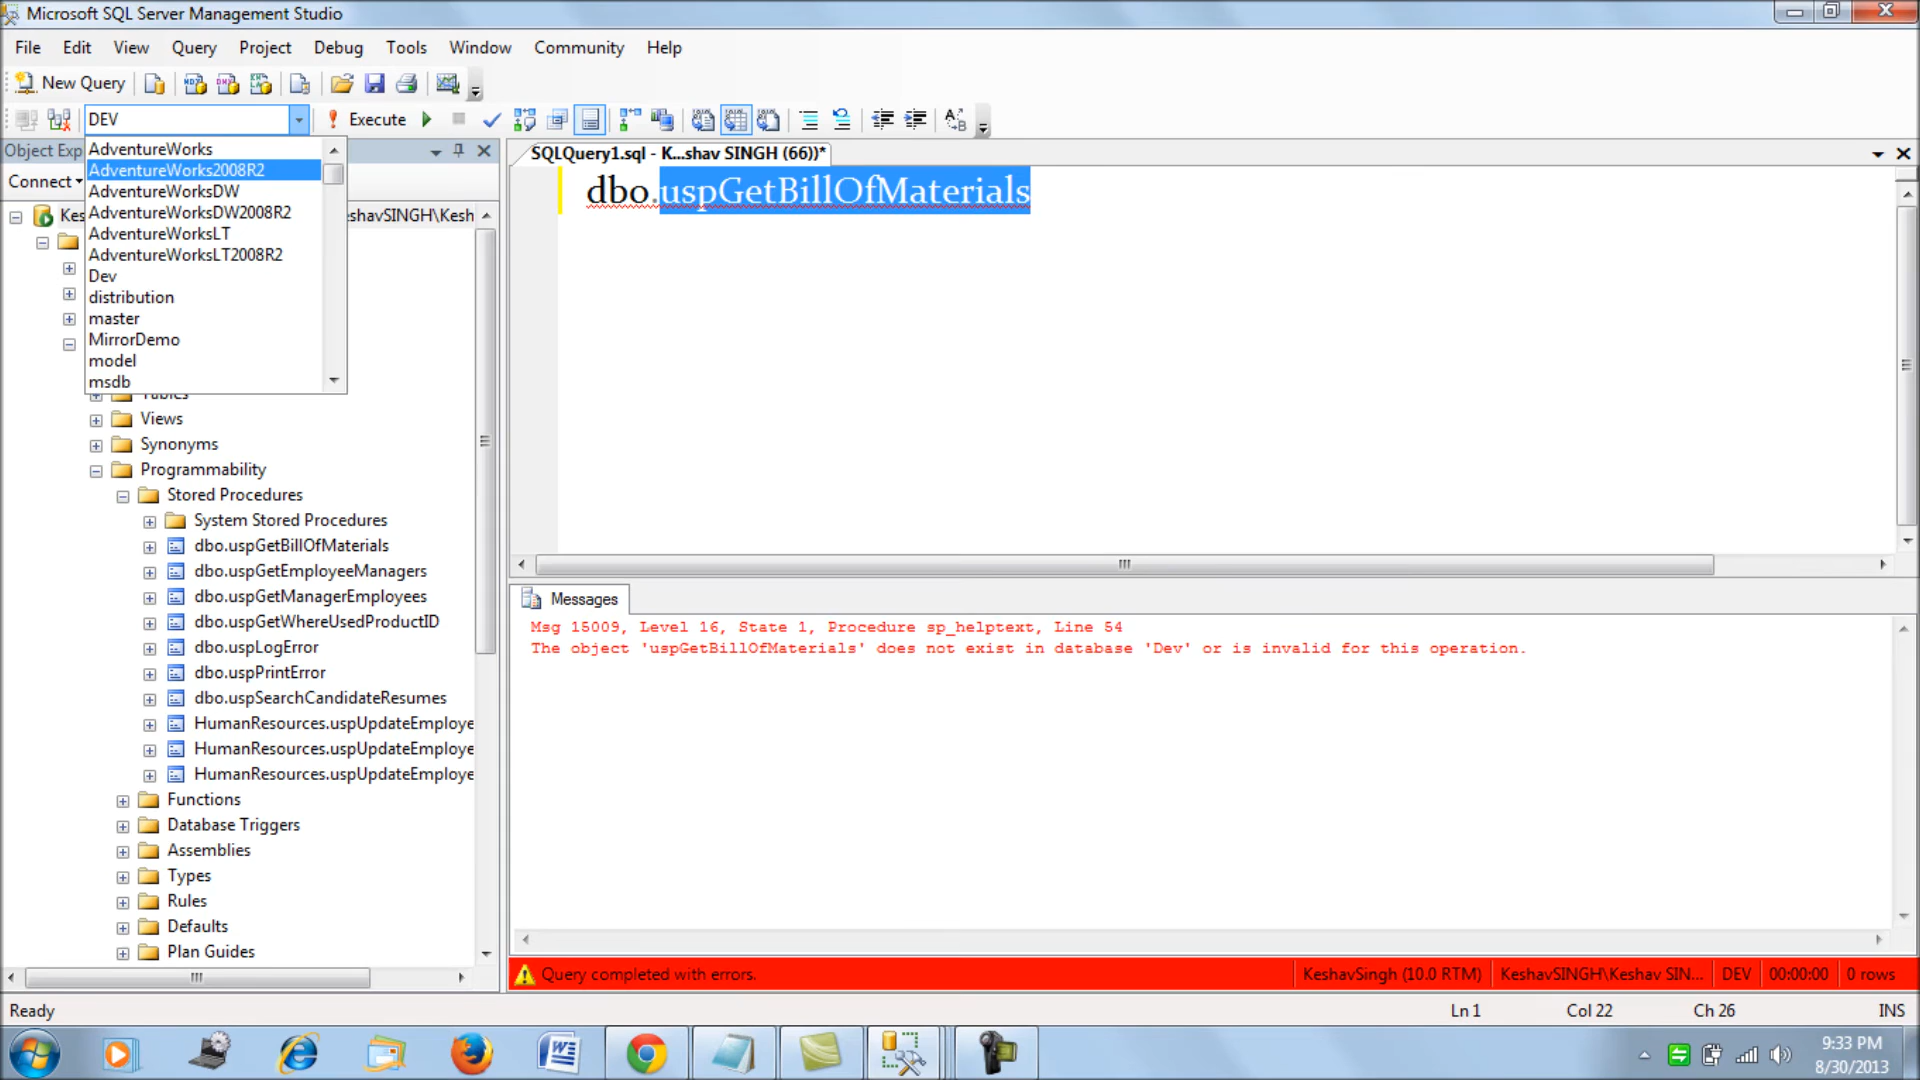 Microsoft SQL Server Management Studio
File Edit View Query Project Debug Tools Window Community Help
New Query
DEV
Execute
Object Exp
AdventureWorks
AdventureWorks2008R2
AdventureWorksDW
AdventureWorksDW2008R2
AdventureWorksLT
AdventureWorksLT2008R2
Dev
distribution
master
MirrorDemo
model
msdb
Connect
Kes
eshavSINGH\Kesh
Tables
Views
Synonyms
Programmability
Stored Procedures
System Stored Procedures
dbo.uspGetBillOfMaterials
dbo.uspGetEmployeeManagers
dbo.uspGetManagerEmployees
dbo.uspGetWhereUsedProductID
dbo.uspLogError
dbo.uspPrintError
dbo.uspSearchCandidateResumes
HumanResources.uspUpdateEmploye
HumanResources.uspUpdateEmploye
HumanResources.uspUpdateEmploye
Functions
Database Triggers
Assemblies
Types
Rules
Defaults
Plan Guides
SQLQuery1.sql - K...shav SINGH (66))*
dbo.uspGetBillOfMaterials
Messages
Msg 15009, Level 16, State 1, Procedure sp_helptext, Line 54
The object 'uspGetBillOfMaterials' does not exist in database 'Dev' or is invalid for this operation.
Query completed with errors. KeshavSingh (10.0 RTM) KeshavSINGH\Keshav SIN... DEV 00:00:00 0 rows
Ready Ln 1 Col 22 Ch 26 INS
9:33 PM
8/30/2013